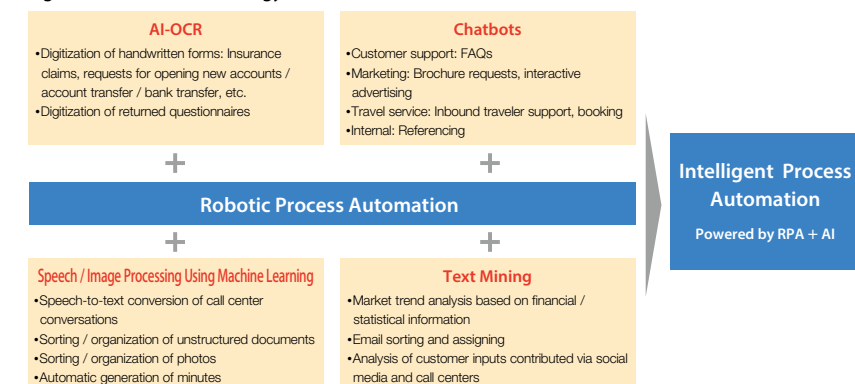 AI-OCR
•Digitization of handwritten forms: Insurance
claims, requests for opening new accounts /
account transfer / bank transfer, etc.
•Digitization of returned questionnaires
Chatbots
•Customer support: FAQs
•Marketing: Brochure requests, interactive
advertising
•Travel service: Inbound traveler support, booking
•Internal: Referencing
+
+
Robotic Process Automation
+
+
Speech / Image Processing Using Machine Learning
•Speech-to-text conversion of call center
conversations
•Sorting / organization of unstructured documents
•Sorting / organization of photos
•Automatic generation of minutes
Text Mining
•Market trend analysis based on financial /
statistical information
•Email sorting and assigning
•Analysis of customer inputs contributed via social
media and call centers
Intelligent Process
Automation
Powered by RPA + AI